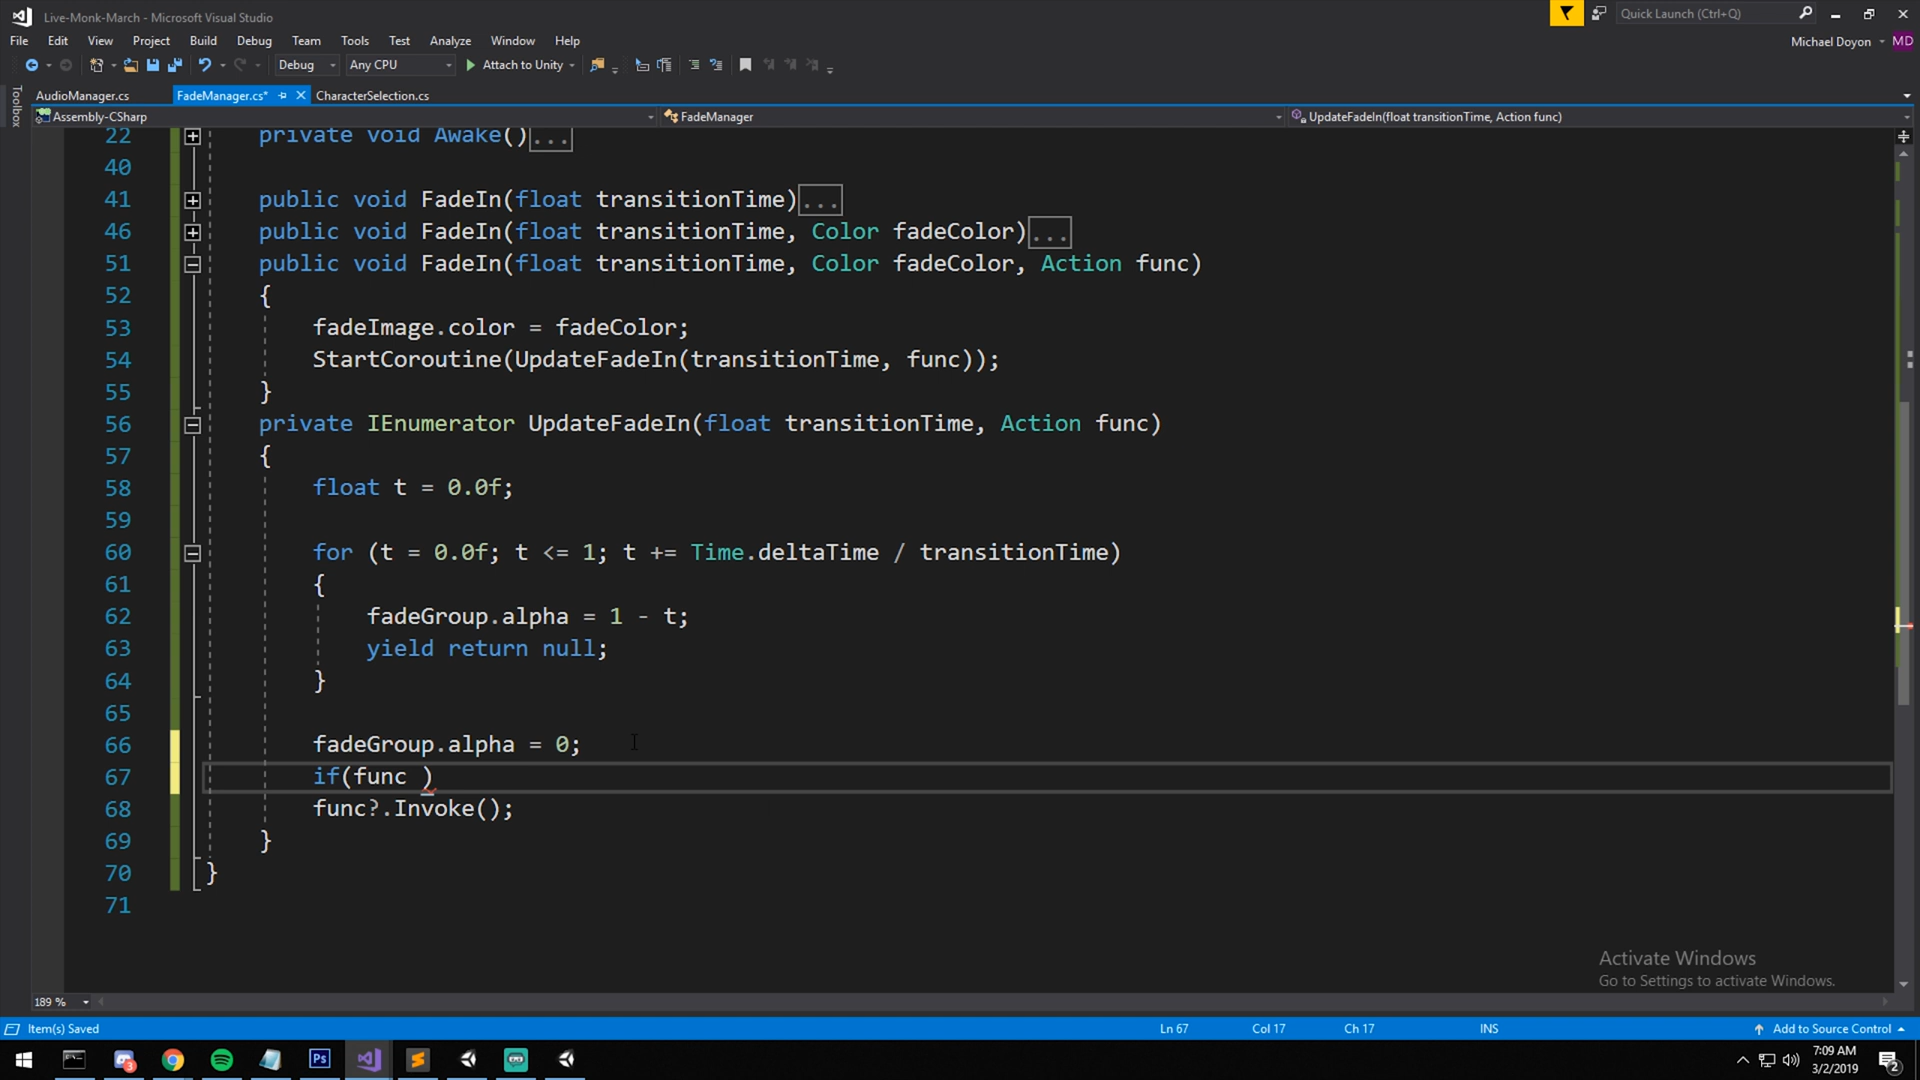 Live-Monk-March - Microsoft Visual Studio
Quick Launch (Ctrl+Q)
File Edit View Project Build Debug Team Tools Test Analyze Window Help
Michael Doyon MD
Debug Any CPU Attach to Unity
Toolbox
AudioManager.cs FadeManager.cs* CharacterSelection.cs
Assembly-CSharp FadeManager UpdateFadeIn(float transitionTime, Action func)
22 private void Awake()...
40
41 public void FadeIn(float transitionTime)...
46 public void FadeIn(float transitionTime, Color fadeColor)...
51 public void FadeIn(float transitionTime, Color fadeColor, Action func)
52 {
53 fadeImage.color = fadeColor;
54 StartCoroutine(UpdateFadeIn(transitionTime, func));
55 }
56 private IEnumerator UpdateFadeIn(float transitionTime, Action func)
57 {
58 float t = 0.0f;
59
60 for (t = 0.0f; t <= 1; t += Time.deltaTime / transitionTime)
61 {
62 fadeGroup.alpha = 1 - t;
63 yield return null;
64 }
65
66 fadeGroup.alpha = 0;
67 if(func )
68 func?.Invoke();
69 }
70 }
71
Activate Windows
Go to Settings to activate Windows.
189 %
Item(s) Saved Ln 67 Col 17 Ch 17 INS Add to Source Control
3 Ps 7:09 AM
3/2/2019 2